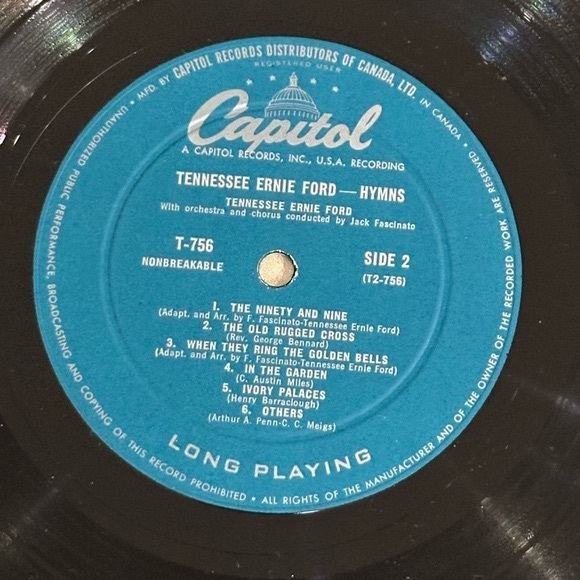 MFD. BY CAPITOL RECORDS DISTRIBUTORS OF CANADA, LTD. IN CANADA •
REGISTERED USER
Capitol
A CAPITOL RECORDS, INC., U.S.A. RECORDING
TENNESSEE ERNIE FORD — HYMNS
TENNESSEE ERNIE FORD
With orchestra and chorus conducted by Jack Fascinato
T-756
NONBREAKABLE
SIDE 2
(T2-756)
1. THE NINETY AND NINE
(Adapt. and Arr. by F. Fascinato-Tennessee Ernie Ford)
2. THE OLD RUGGED CROSS
(Rev. George Bennard)
3. WHEN THEY RING THE GOLDEN BELLS
(Adapt. and Arr. by F. Fascinato-Tennessee Ernie Ford)
4. IN THE GARDEN
(C. Austin Miles)
5. IVORY PALACES
(Henry Barraclough)
6. OTHERS
(Arthur A. Penn-C. C. Meigs)
LONG PLAYING
UNAUTHORIZED PUBLIC PERFORMANCE, BROADCASTING AND COPYING OF THIS RECORD PROHIBITED • ALL RIGHTS OF THE MANUFACTURER AND OF THE OWNER OF THE RECORDED WORK ARE RESERVED